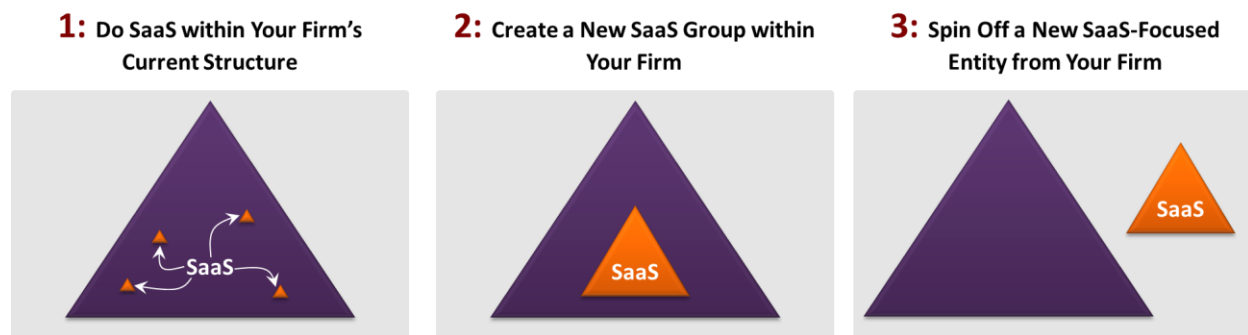 1: Do SaaS within Your Firm's
Current Structure
2: Create a New SaaS Group within
Your Firm
3: Spin Off a New SaaS-Focused
Entity from Your Firm
SaaS
SaaS
SaaS